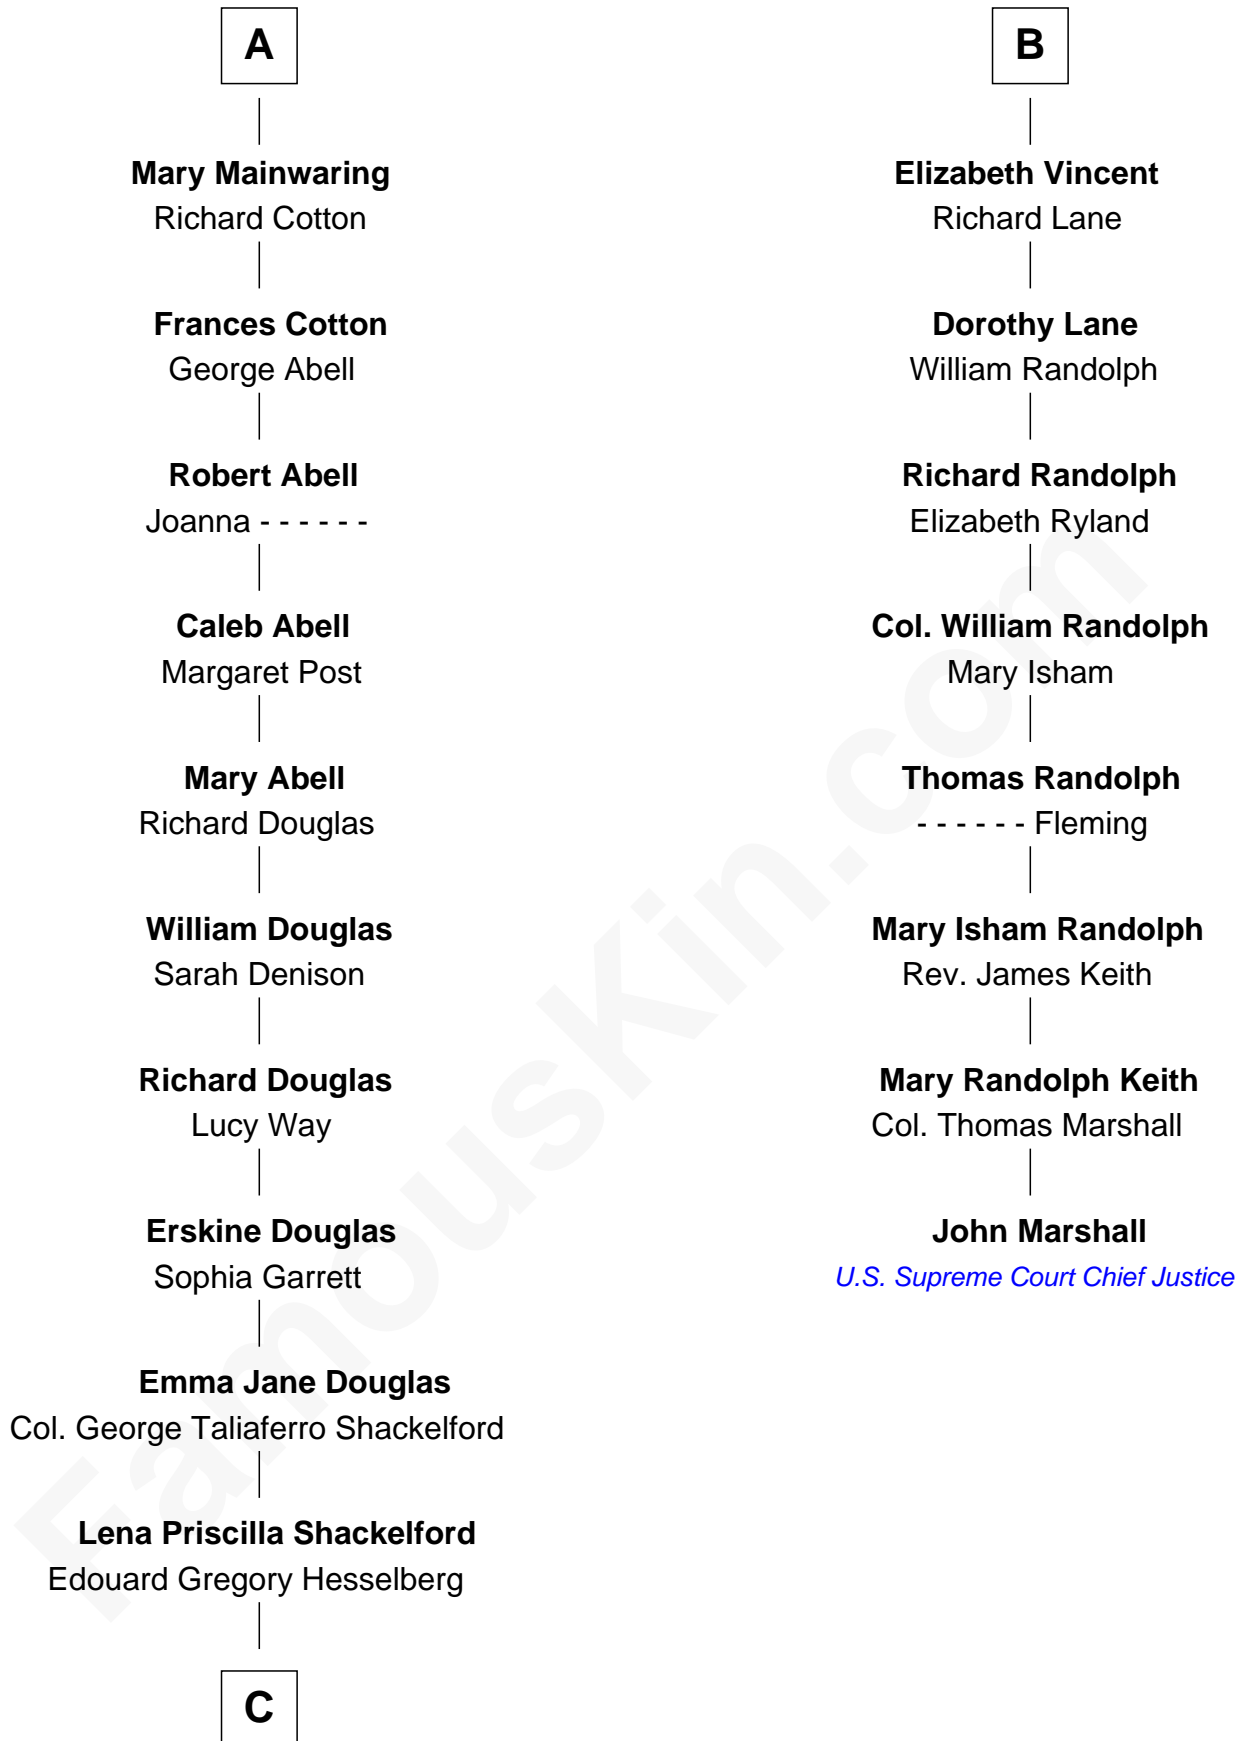 A
Mary Mainwaring
Richard Cotton
Frances Cotton
George Abell
Robert Abell
Joanna - - - - - -
Caleb Abell
Margaret Post
Mary Abell
Richard Douglas
William Douglas
Sarah Denison
Richard Douglas
Lucy Way
Erskine Douglas
Sophia Garrett
Emma Jane Douglas
Col. George Taliaferro Shackelford
Lena Priscilla Shackelford
Edouard Gregory Hesselberg
C
B
Elizabeth Vincent
Richard Lane
Dorothy Lane
William Randolph
Richard Randolph
Elizabeth Ryland
Col. William Randolph
Mary Isham
Thomas Randolph
- - - - - - Fleming
Mary Isham Randolph
Rev. James Keith
Mary Randolph Keith
Col. Thomas Marshall
John Marshall
U.S. Supreme Court Chief Justice
FamousKin.com